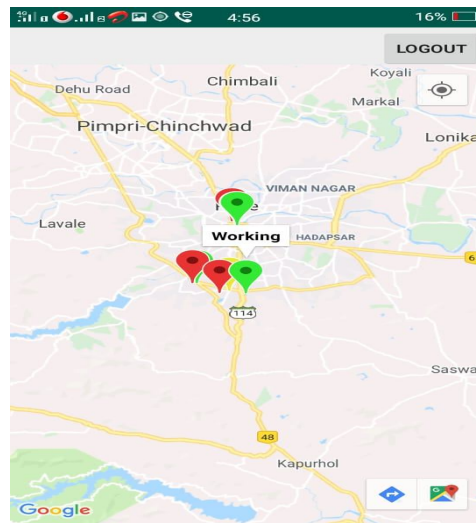 4:56
16%
LOGOUT
Koyali
Chimbali
Dehu Road
Markal
Pimpri-Chinchwad
Lonika
VIMAN NAGAR
Lavale
Working
HADAPSAR
6
114
Saswa
48
Kapurhol
Google